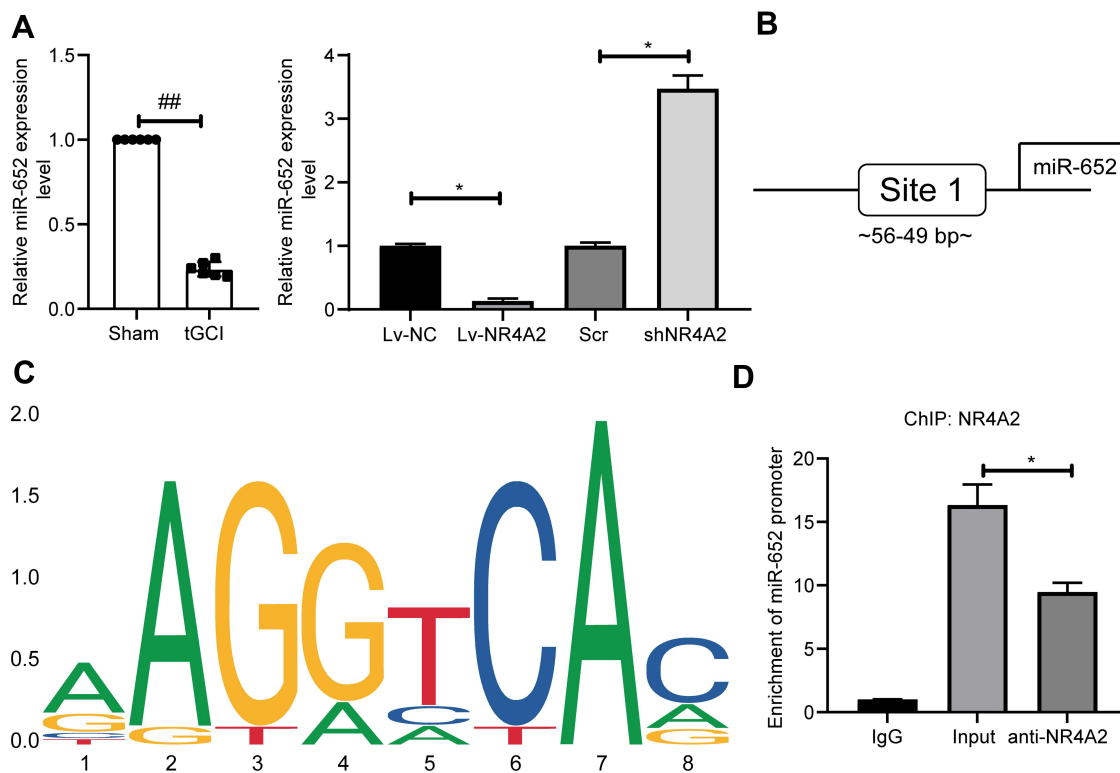 A
Relative miR-652 expression
level
1.5
1.0
0.5
0.0
##
Sham
tGCI
Relative miR-652 expression
level
4
3
2
1
0
*
*
Lv-NC
Lv-NR4A2
Scr
shNR4A2
B
Site 1
miR-652
~56-49 bp~
C
2.0
1.5
1.0
0.5
0.0
A
G
C
T
A
G
G
T
G
A
T
C
A
C
T
A
C
A
G
1
2
3
4
5
6
7
8
D
ChIP: NR4A2
Enrichment of miR-652 promoter
20
15
10
5
0
*
IgG
Input
anti-NR4A2